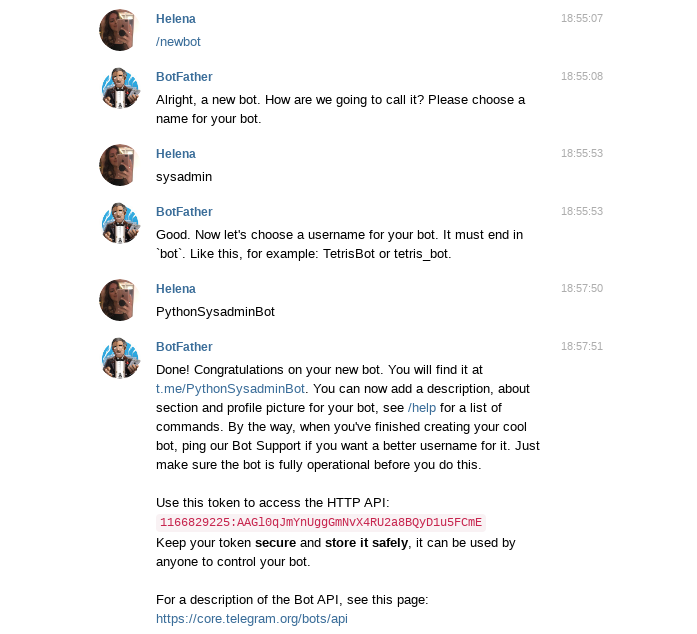 Helena 18:55:07
/newbot
BotFather 18:55:08
Alright, a new bot. How are we going to call it? Please choose a
name for your bot.
Helena 18:55:53
sysadmin
BotFather 18:55:53
Good. Now let's choose a username for your bot. It must end in
`bot`. Like this, for example: TetrisBot or tetris_bot.
Helena 18:57:50
PythonSysadminBot
BotFather 18:57:51
Done! Congratulations on your new bot. You will find it at
t.me/PythonSysadminBot. You can now add a description, about
section and profile picture for your bot, see /help for a list of
commands. By the way, when you've finished creating your cool
bot, ping our Bot Support if you want a better username for it. Just
make sure the bot is fully operational before you do this.
Use this token to access the HTTP API:
1166829225:AAGl0qJmYnUggGmNvX4RU2a8BQyD1u5FCmE
Keep your token secure and store it safely, it can be used by
anyone to control your bot.
For a description of the Bot API, see this page:
https://core.telegram.org/bots/api